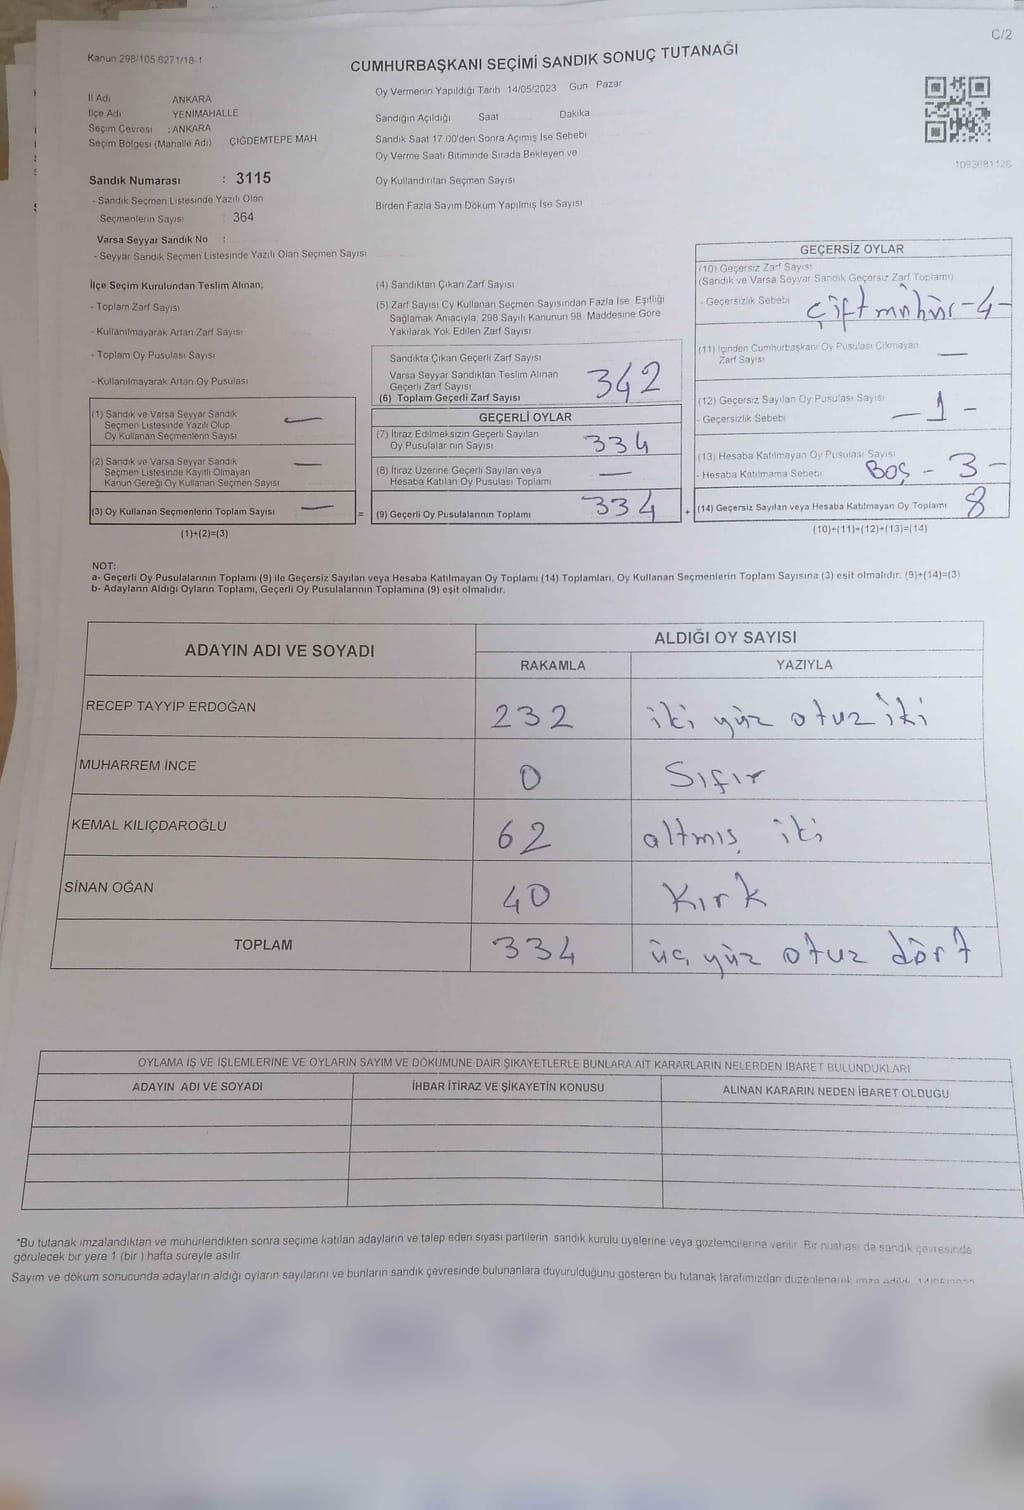 C/2
Kanun 298/105 6271/18-1
CUMHURBAŞKANI SEÇİMİ SANDIK SONUÇ TUTANAĞI
İl Adı ANKARA
İlçe Adı YENİMAHALLE
Seçim Çevresi : ANKARA
Seçim Bölgesi (Mahalle Adı) ÇİĞDEMTEPE MAH
Sandık Numarası : 3115
- Sandık Seçmen Listesinde Yazılı Olan
Seçmenlerin Sayısı : 364
Varsa Seyyar Sandık No :
- Seyyar Sandık Seçmen Listesinde Yazılı Olan Seçmen Sayısı
Oy Vermenin Yapıldığı Tarih 14/05/2023 Gün Pazar
Sandığın Açıldığı Saat Dakika
Sandık Saat 17 00'den Sonra Açımış İse Sebebi
Oy Verme Saati Bitiminde Sırada Bekleyen ve
Oy Kullandırılan Seçmen Sayısı
Birden Fazla Sayım Döküm Yapılmış İse Sayısı
1093681126
İlçe Seçim Kurulundan Teslim Alınan;
- Toplam Zarf Sayısı
- Kullanılmayarak Artan Zarf Sayısı
- Toplam Oy Pusulası Sayısı
- Kullanılmayarak Artan Oy Pusulası
(1) Sandık ve Varsa Seyyar Sandık
Seçmen Listesinde Yazılı Olup
Oy Kullanan Seçmenlerin Sayısı —
(2) Sandık ve Varsa Seyyar Sandık
Seçmen Listesinde Kayıtlı Olmayan
Kanun Gereği Oy Kullanan Seçmen Sayısı —
(3) Oy Kullanan Seçmenlerin Toplam Sayısı — =
(1)+(2)=(3)
(4) Sandıktan Çıkan Zarf Sayısı
(5) Zarf Sayısı Oy Kullanan Seçmen Sayısından Fazla İse Eşitliği
Sağlamak Amacıyla; 298 Sayılı Kanunun 98 Maddesine Göre
Yakılarak Yok Edilen Zarf Sayısı
Sandıkta Çıkan Geçerli Zarf Sayısı
Varsa Seyyar Sandıktan Teslim Alınan
Geçerli Zarf Sayısı
(6) Toplam Geçerli Zarf Sayısı 342
GEÇERLİ OYLAR
(7) İtiraz Edilmeksizin Geçerli Sayılan
Oy Pusulalarının Sayısı 334
(8) İtiraz Üzerine Geçerli Sayılan veya
Hesaba Katılan Oy Pusulası Toplamı —
(9) Geçerli Oy Pusulalarının Toplamı 334 +
GEÇERSİZ OYLAR
(10) Geçersiz Zarf Sayısı
(Sandık ve Varsa Seyyar Sandık Geçersiz Zarf Toplamı)
- Geçersizlik Sebebi çift mühür -4-
(11) İçinden Cumhurbaşkanı Oy Pusulası Çıkmayan
Zarf Sayısı —
(12) Geçersiz Sayılan Oy Pusulası Sayısı
- Geçersizlik Sebebi - 1 -
(13) Hesaba Katılmayan Oy Pusulası Sayısı
- Hesaba Katılmama Sebebi Boş - 3 -
(14) Geçersiz Sayılan veya Hesaba Katılmayan Oy Toplamı 8
(10)+(11)+(12)+(13)=(14)
NOT:
a- Geçerli Oy Pusulalarının Toplamı (9) ile Geçersiz Sayılan veya Hesaba Katılmayan Oy Toplamı (14) Toplamları, Oy Kullanan Seçmenlerin Toplam Sayısına (3) eşit olmalıdır. (9)+(14)=(3)
b- Adayların Aldığı Oyların Toplamı, Geçerli Oy Pusulalarının Toplamına (9) eşit olmalıdır.
ADAYIN ADI VE SOYADI
ALDIĞI OY SAYISI
RAKAMLA YAZIYLA
RECEP TAYYİP ERDOĞAN 232 iki yüz otuz iki
MUHARREM İNCE 0 Sıfır
KEMAL KILIÇDAROĞLU 62 altmış iki
SİNAN OĞAN 40 Kırk
TOPLAM 334 üç yüz otuz dört
OYLAMA İŞ VE İŞLEMLERİNE VE OYLARIN SAYIM VE DÖKÜMÜNE DAİR ŞİKAYETLERLE BUNLARA AİT KARARLARIN NELERDEN İBARET BULUNDUKLARI
ADAYIN ADI VE SOYADI İHBAR İTİRAZ VE ŞİKAYETİN KONUSU ALINAN KARARIN NEDEN İBARET OLDUĞU
*Bu tutanak imzalandıktan ve mühürlendikten sonra seçime katılan adayların ve talep eden siyasi partilerin sandık kurulu üyelerine veya gözlemcilerine verilir. Bir nushası da sandık çevresinde
görülecek bir yere 1 (bir ) hafta süreyle asılır
Sayım ve döküm sonucunda adayların aldığı oyların sayılarını ve bunların sandık çevresinde bulunanlara duyurulduğunu gösteren bu tutanak tarafımızdan düzenlenerek imza edildi.